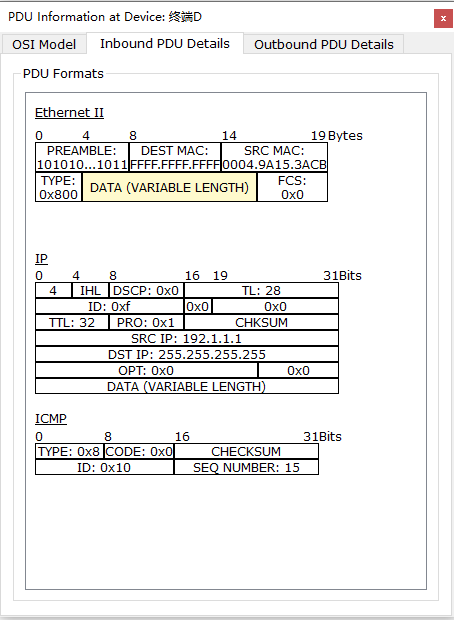 PDU Information at Device: 终端D
x
OSI Model Inbound PDU Details Outbound PDU Details
PDU Formats
Ethernet II
0 4 8 14 19 Bytes
PREAMBLE: 101010...1011 DEST MAC: FFFF.FFFF.FFFF SRC MAC: 0004.9A15.3ACB
TYPE: 0x800 DATA (VARIABLE LENGTH) FCS: 0x0
IP
0 4 8 16 19 31 Bits
4 IHL DSCP: 0x0 TL: 28
ID: 0xf 0x0 0x0
TTL: 32 PRO: 0x1 CHKSUM
SRC IP: 192.1.1.1
DST IP: 255.255.255.255
OPT: 0x0 0x0
DATA (VARIABLE LENGTH)
ICMP
0 8 16 31 Bits
TYPE: 0x8 CODE: 0x0 CHECKSUM
ID: 0x10 SEQ NUMBER: 15